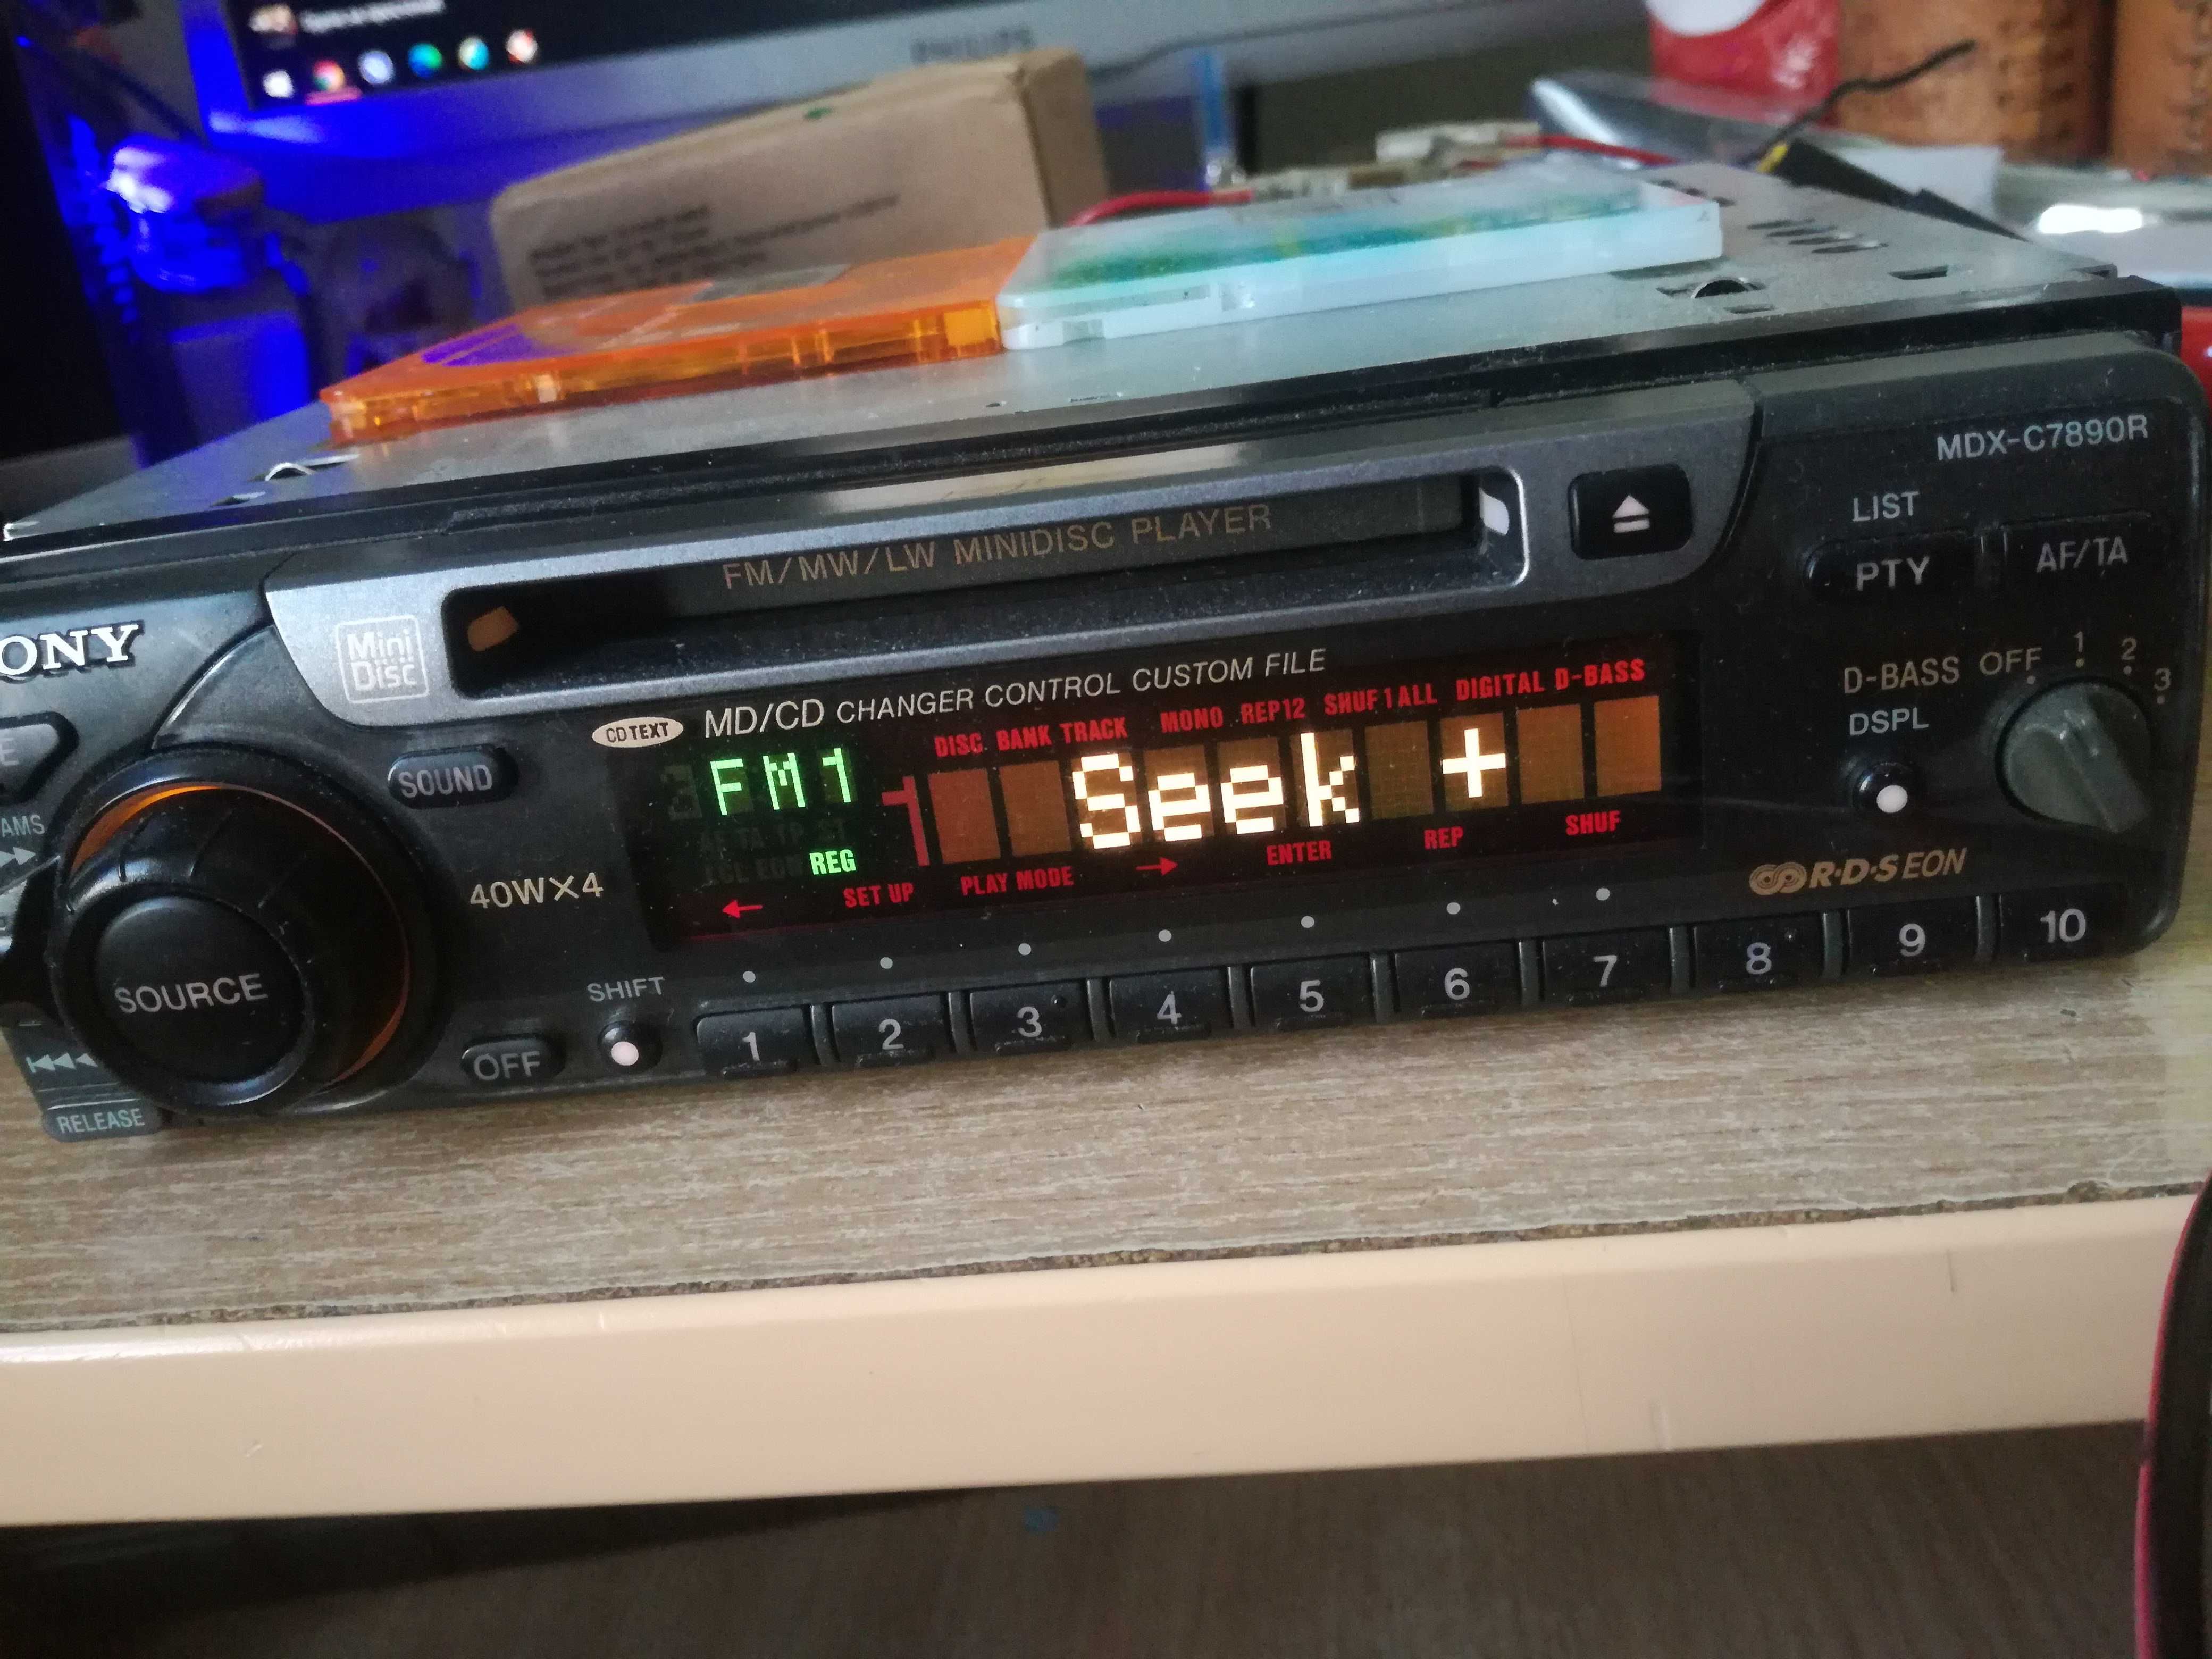 PHILIPS
MDX-C7890R
LIST
PTY
AF/TA
FM/MW/LW MINIDISC PLAYER
ONY
Mini
Disc
D-BASS OFF 1 2 3
DSPL
CD TEXT MD/CD CHANGER CONTROL CUSTOM FILE
DISC BANK TRACK MONO REP12 SHUF1ALL DIGITAL D-BASS
SOUND
FM1
Seek +
REG
AMS
E
40WX4
← SET UP PLAY MODE → ENTER REP SHUF
R·D·S EON
SOURCE
SHIFT
OFF
1 2 3 4 5 6 7 8 9 10
RELEASE